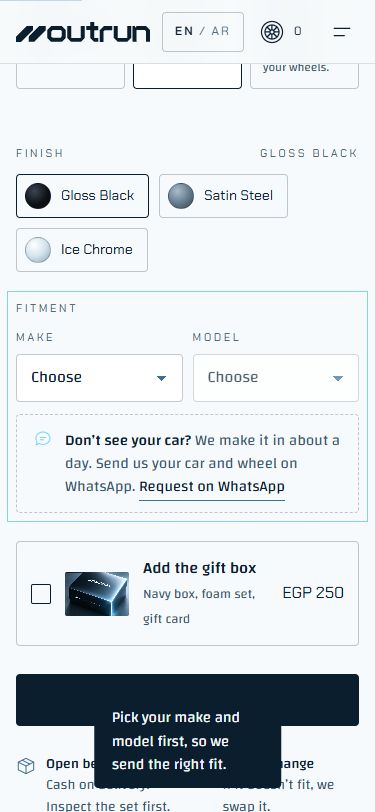 outrun
EN / AR
0
your wheels.
FINISH
GLOSS BLACK
Gloss Black
Satin Steel
Ice Chrome
FITMENT
MAKE
MODEL
Choose
Choose
Don't see your car? We make it in about a
day. Send us your car and wheel on
WhatsApp. Request on WhatsApp
Add the gift box
Navy box, foam set,
gift card
EGP 250
Pick your make and
model first, so we
send the right fit.
Open
Cash on
Inspect the set first.
fit, we
swap it.